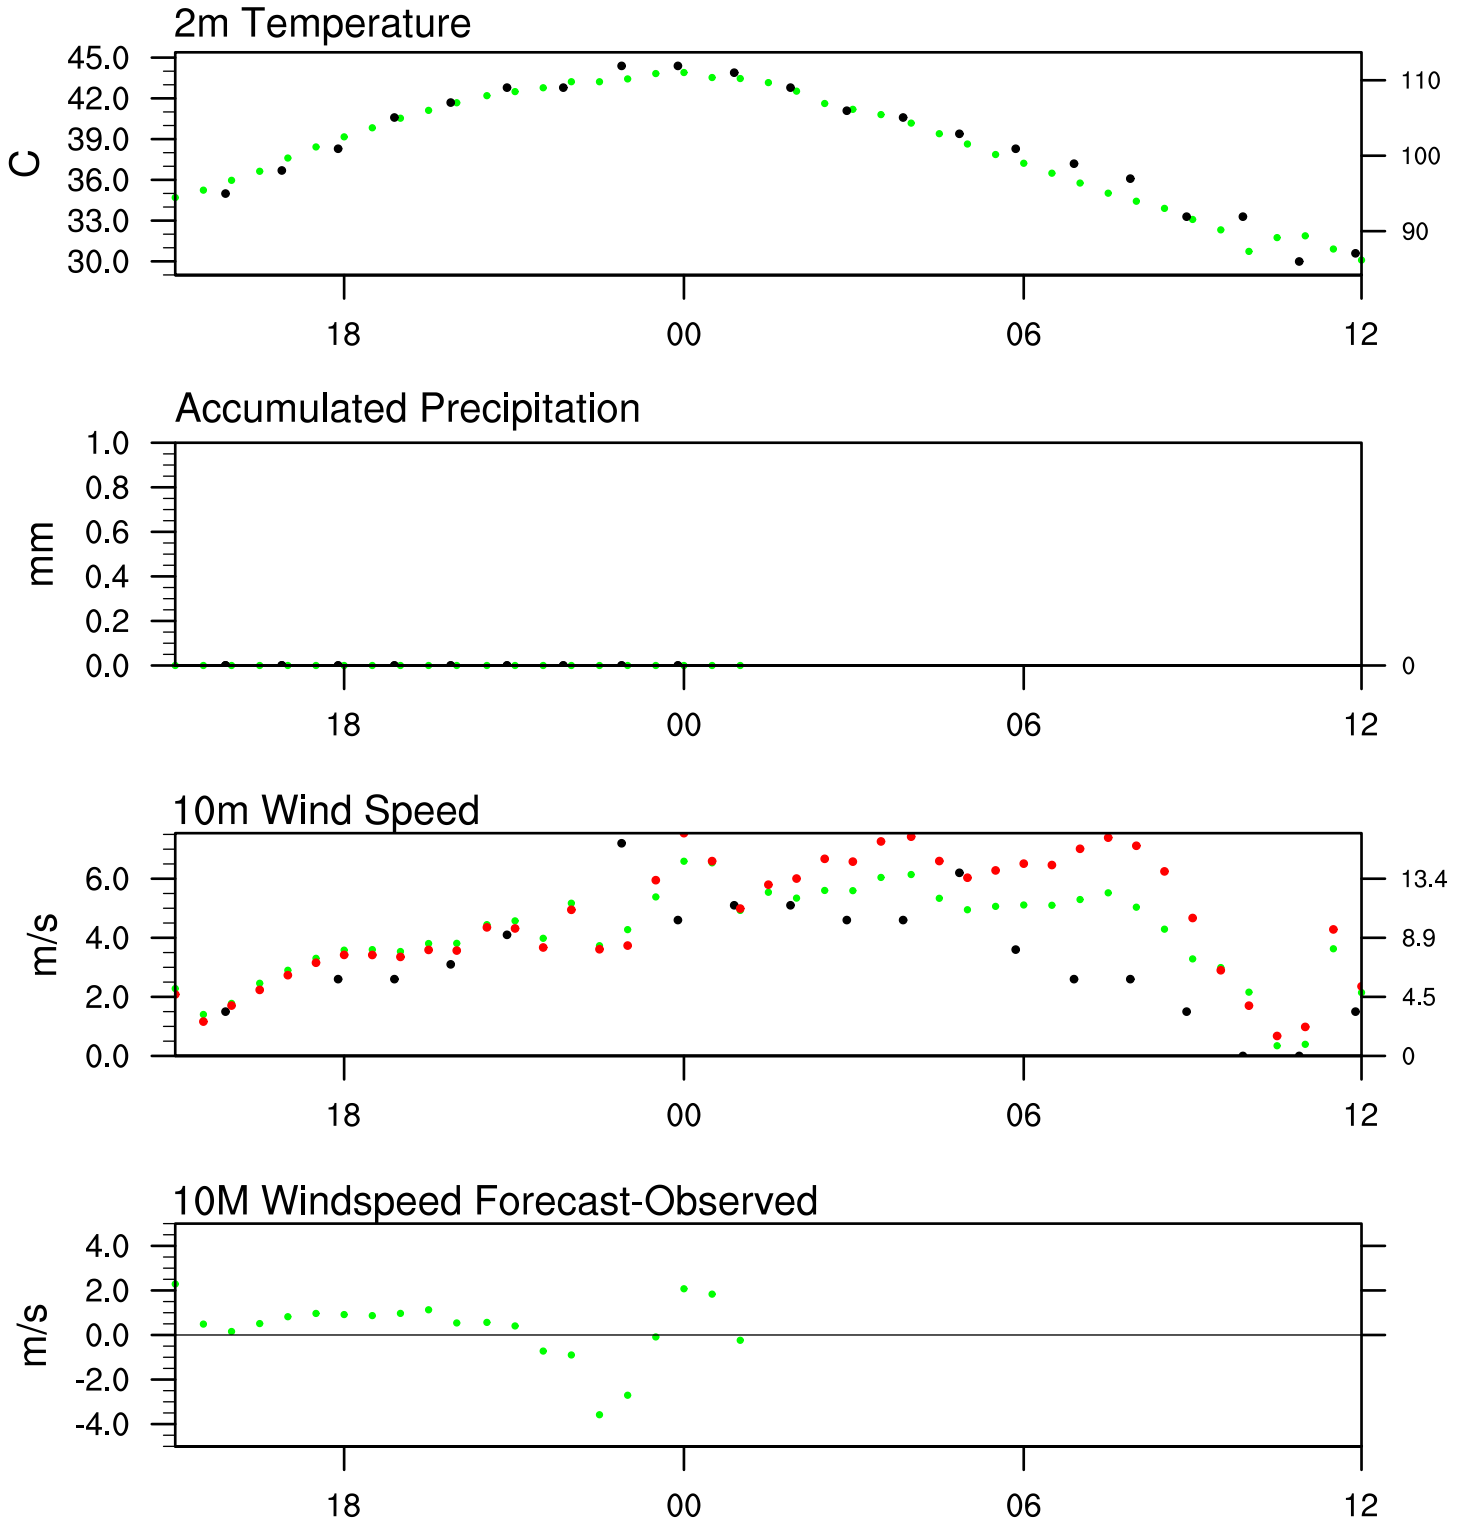 2m Temperature
45.0
42.0
39.0
36.0
33.0
30.0
C
110
100
90
18 00 06 12
Accumulated Precipitation
1.0
0.8
0.6
0.4
0.2
0.0
mm
0
18 00 06 12
10m Wind Speed
6.0
4.0
2.0
0.0
m/s
13.4
8.9
4.5
0
18 00 06 12
10M Windspeed Forecast-Observed
4.0
2.0
0.0
-2.0
-4.0
m/s
18 00 06 12